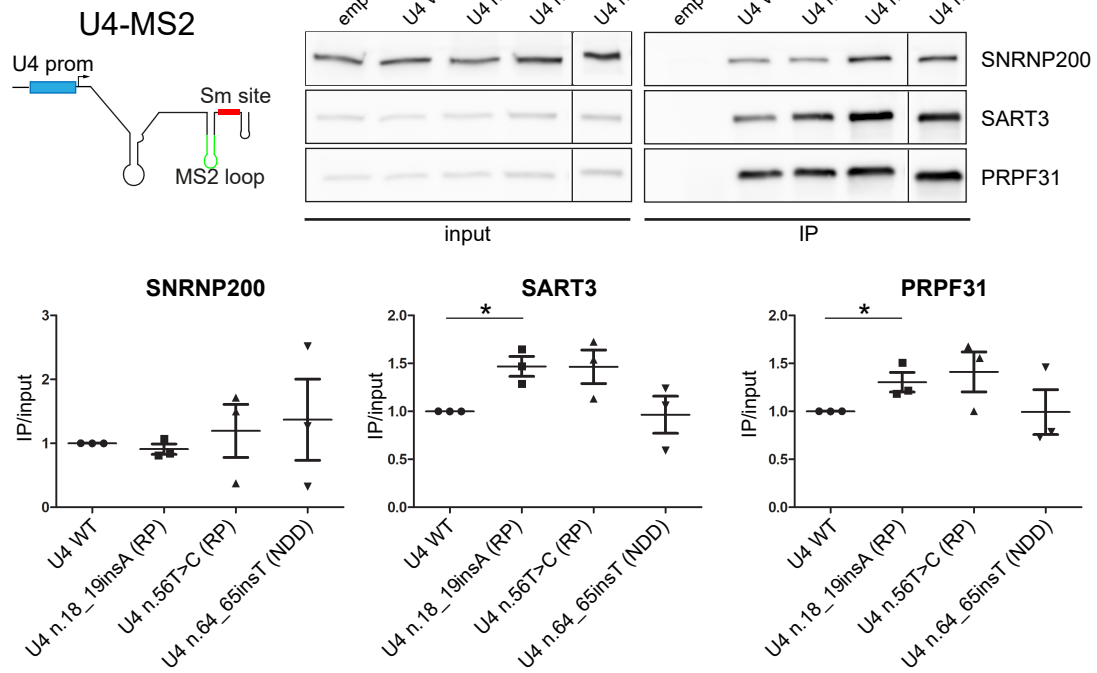 U4-MS2
U4 prom
Sm site
MS2 loop
SNRNP200
SART3
PRPF31
input
IP
SNRNP200
IP/input
3
2
1
0
U4 WT
U4 n.18_19insA (RP)
U4 n.56T>C (RP)
U4 n.64_65insT (NDD)
SART3
*
IP/input
2.0
1.5
1.0
0.5
0.0
U4 WT
U4 n.18_19insA (RP)
U4 n.56T>C (RP)
U4 n.64_65insT (NDD)
PRPF31
*
IP/input
2.0
1.5
1.0
0.5
0.0
U4 WT
U4 n.18_19insA (RP)
U4 n.56T>C (RP)
U4 n.64_65insT (NDD)